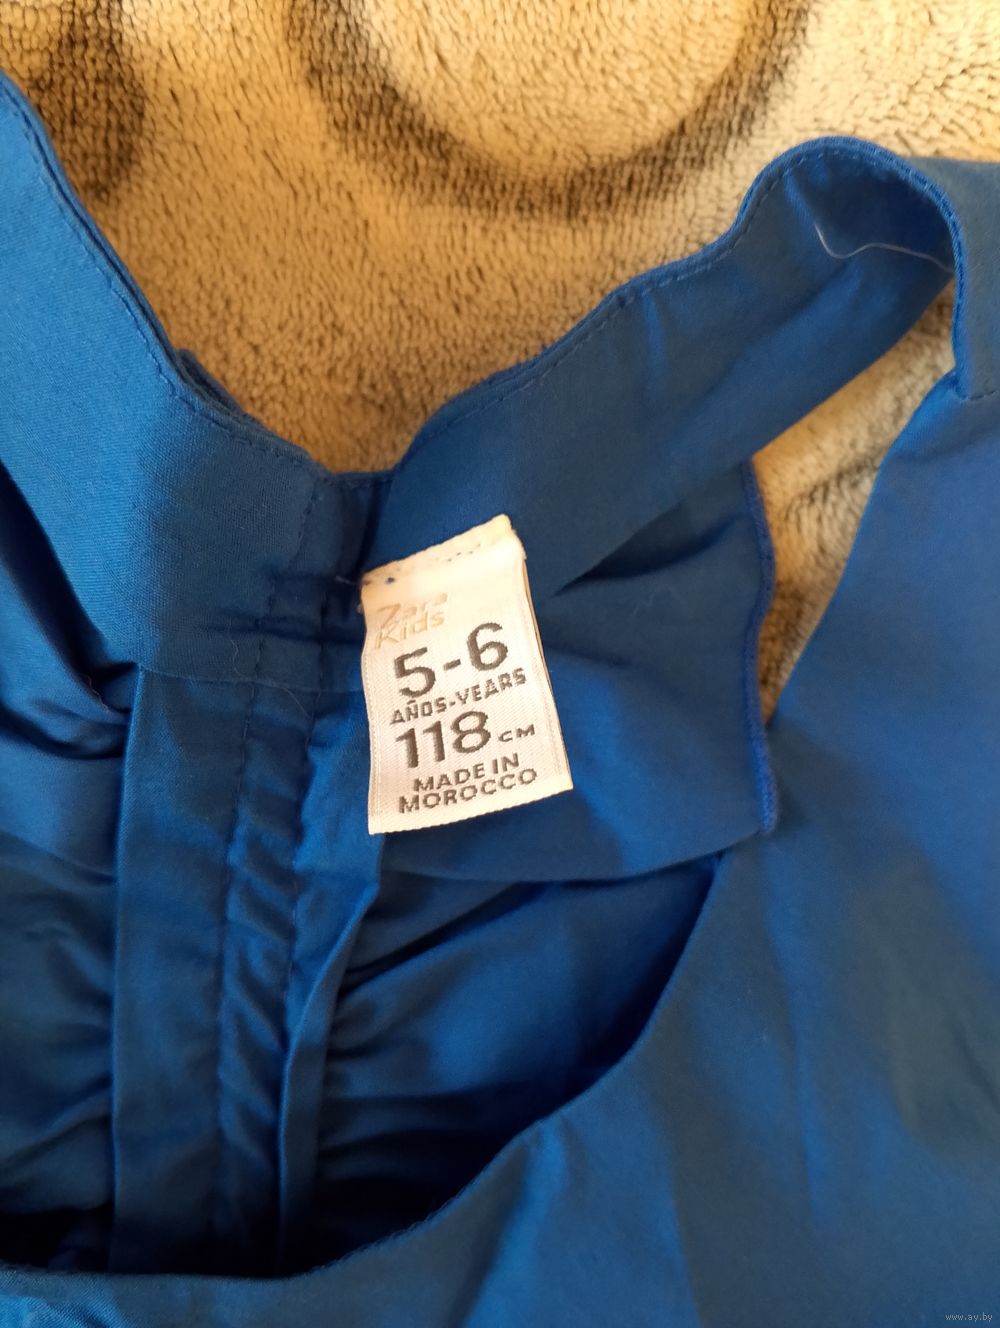 Zara
Kids
5-6
AÑOS-YEARS
118 CM
MADE IN
MOROCCO
www.ay.by